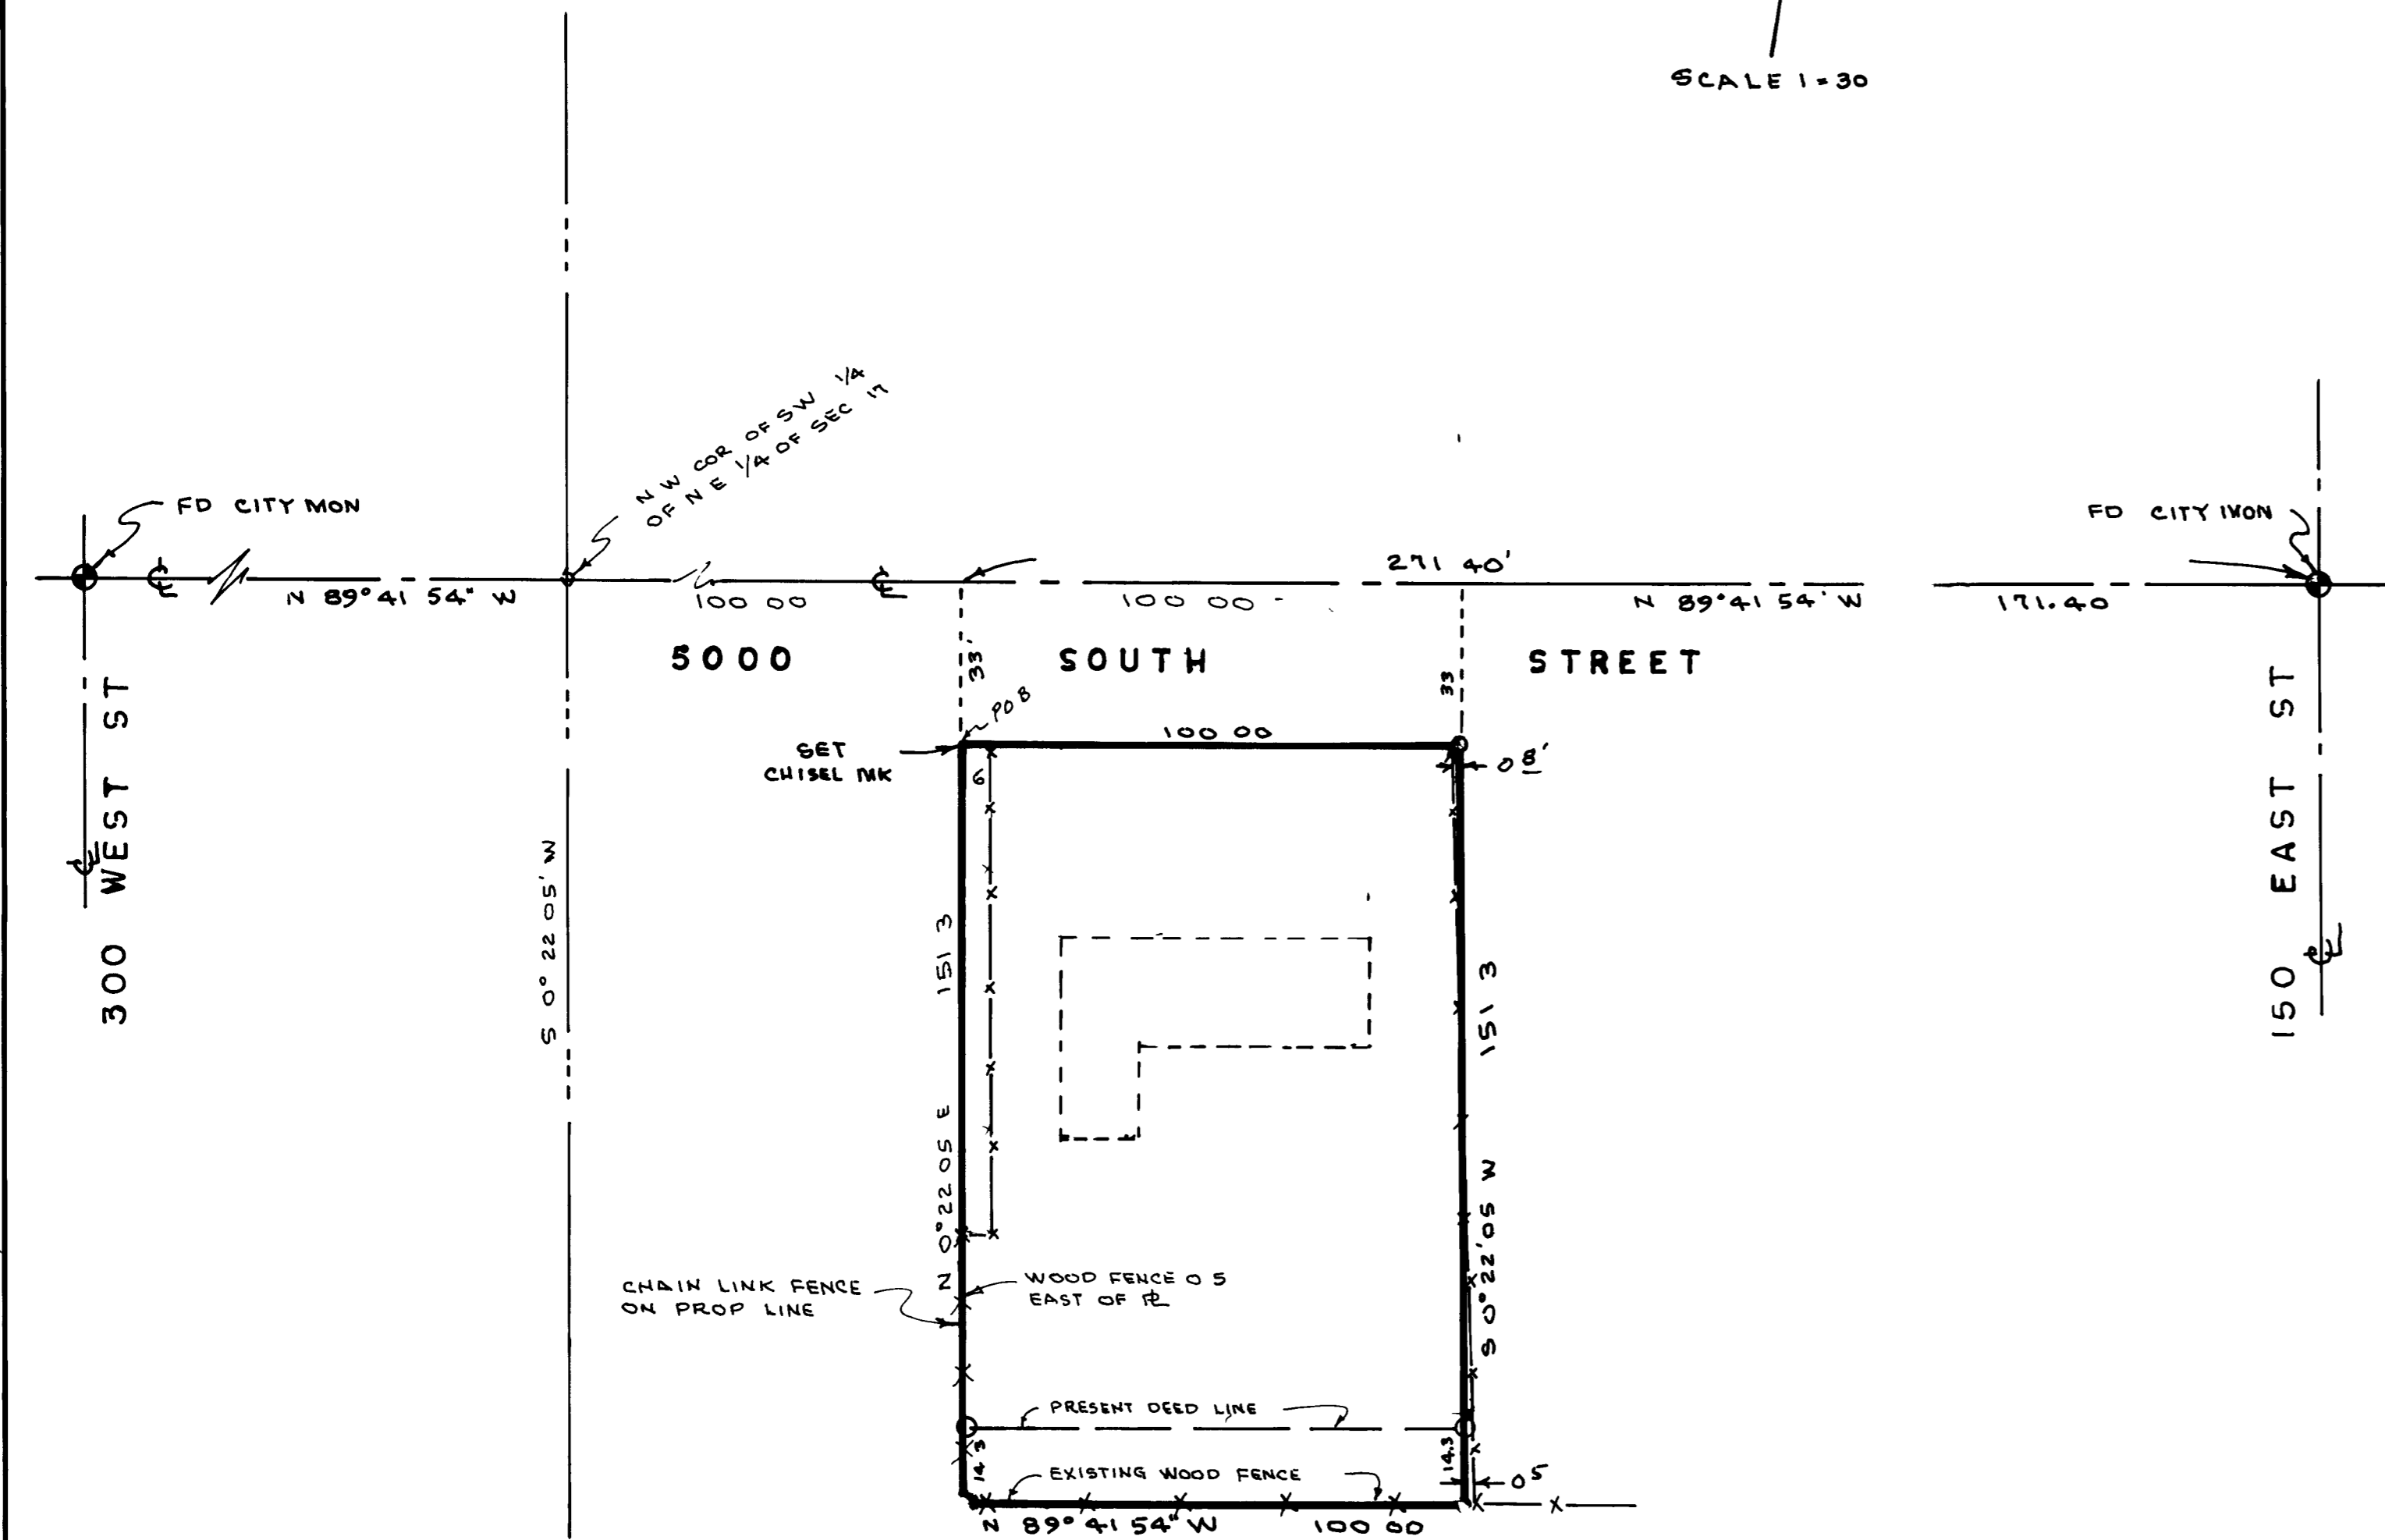 SCALE 1=30
N W COR OF SW 1/4
OF N E 1/4 OF SEC 17
FD CITY MON
FD CITY MON
271 40'
N 89° 41 54" W
100 00
100 00
N 89° 41 54' W
171.40
5000 SOUTH STREET
33'
33
POB
SET
CHISEL MK
100 00
0 8'
6
300 WEST ST
150 EAST ST
S 0° 22 05' W
151 3
N 0° 22 05 E
151 3
S 0° 22' 05 W
CHAIN LINK FENCE
ON PROP LINE
WOOD FENCE 0 5
EAST OF PL
PRESENT DEED LINE
14 3
14.3
EXISTING WOOD FENCE
0 5
N 89° 41 54" W
100 00